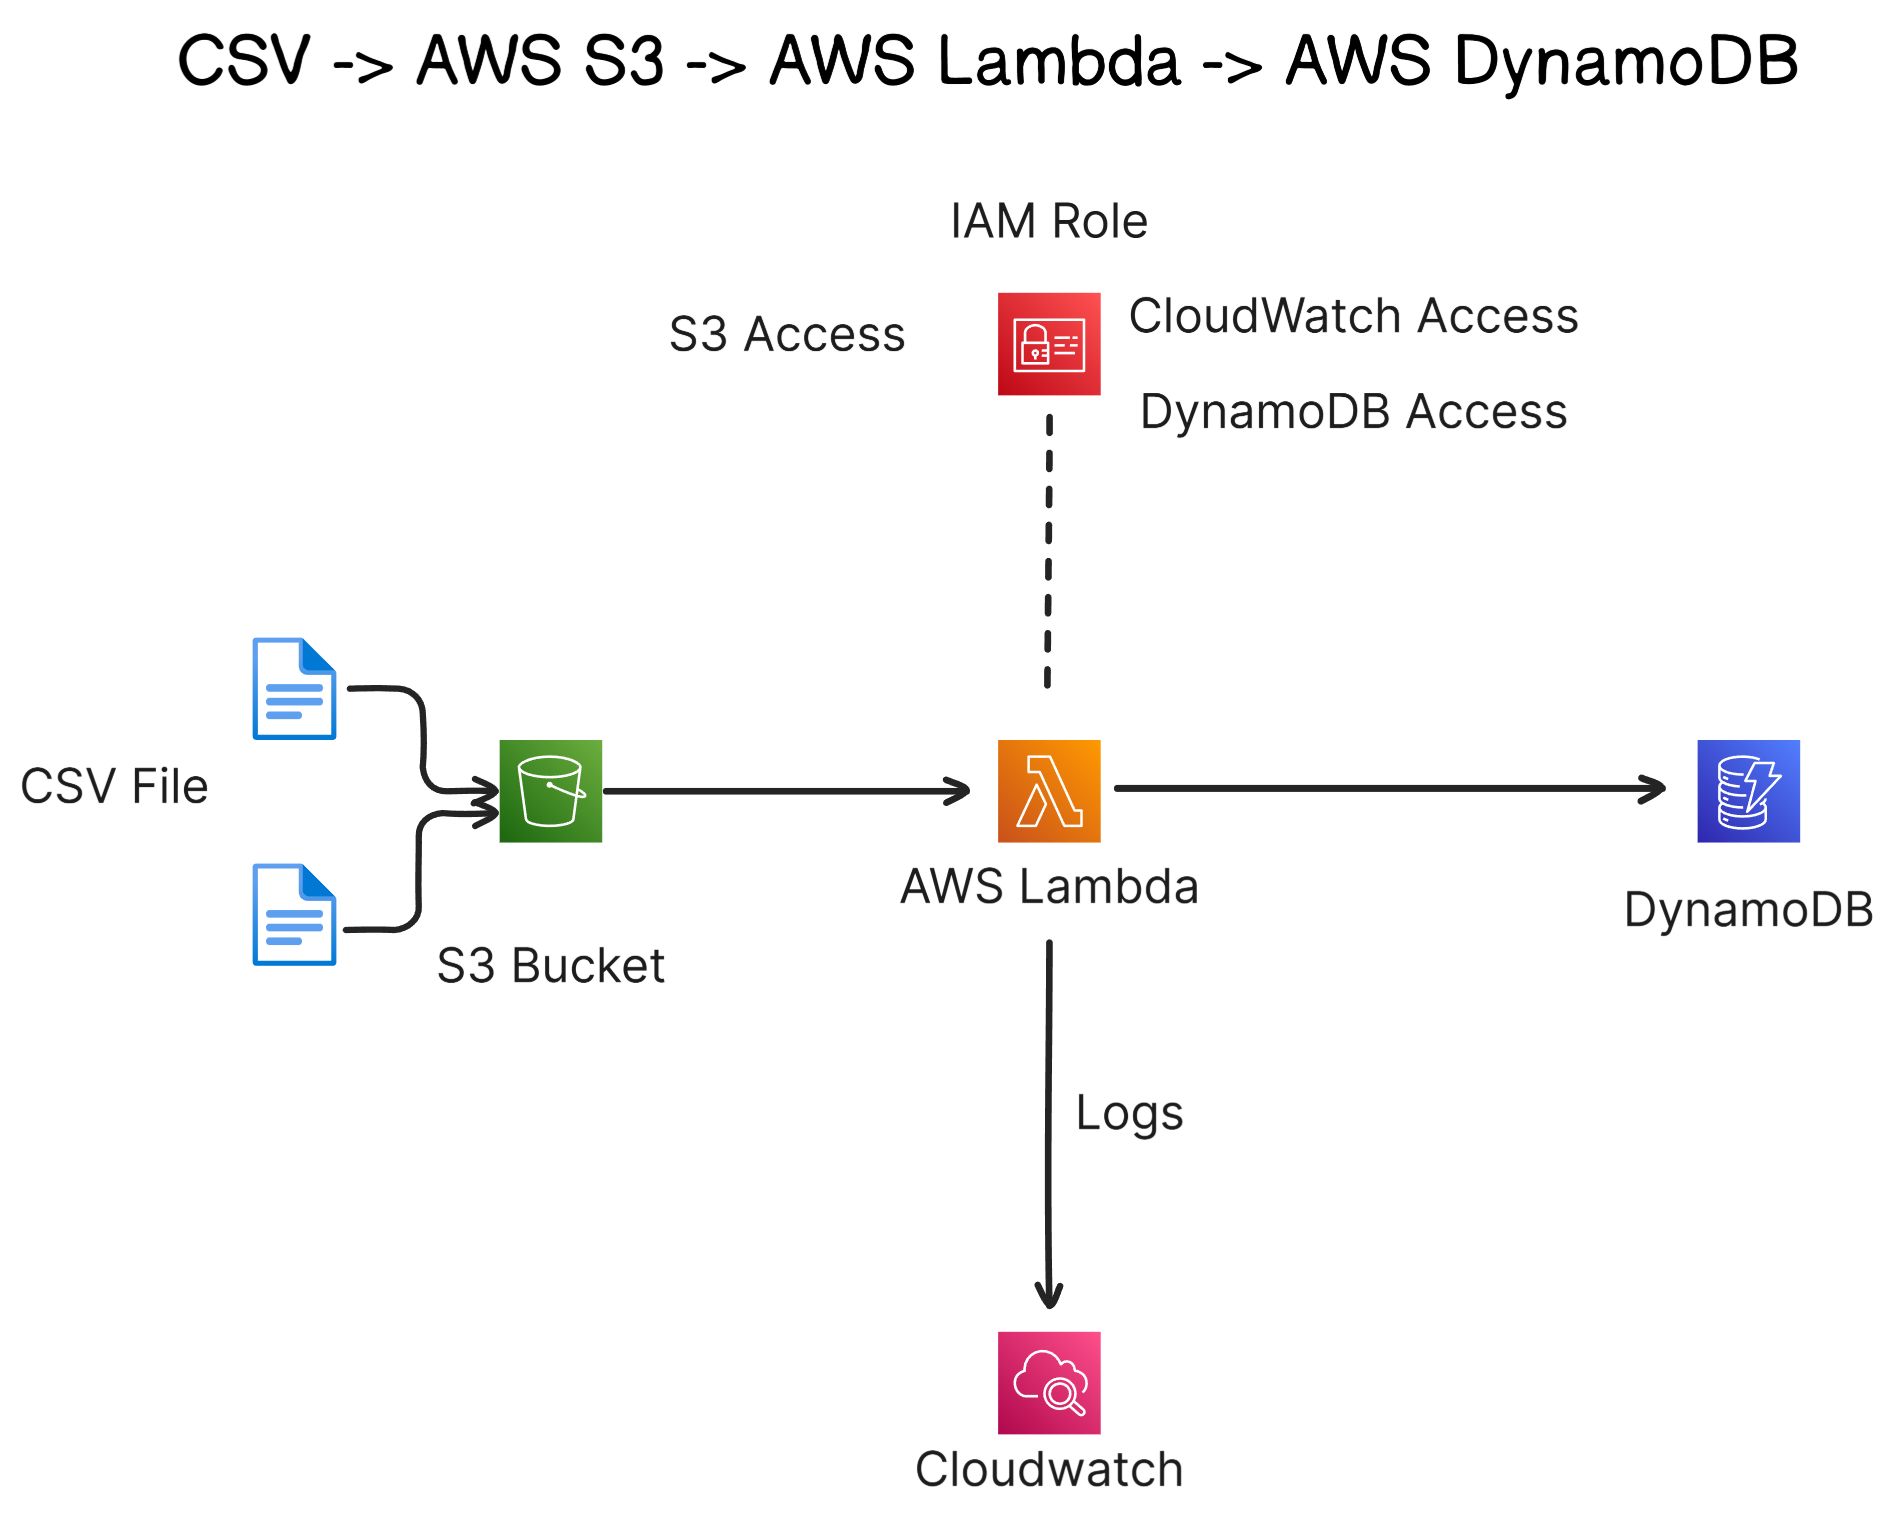 CSV -> AWS S3 -> AWS Lambda -> AWS DynamoDB
IAM Role
S3 Access
CloudWatch Access
DynamoDB Access
CSV File
S3 Bucket
AWS Lambda
DynamoDB
Logs
Cloudwatch